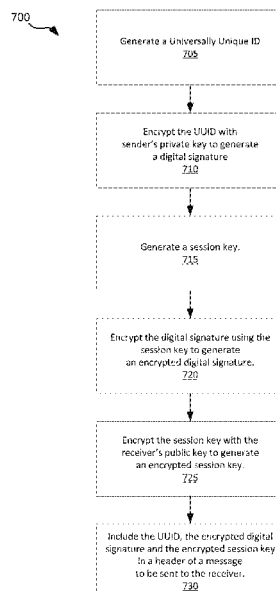 700
Generate a Universally Unique ID
705
Encrypt the UUID with
sender's private key to generate
a digital signature
710
Generate a session key.
715
Encrypt the digital signature using the
session key to generate
an encrypted digital signature.
720
Encrypt the session key with the
receiver's public key to generate
an encrypted session key.
725
Include the UUID, the encrypted digital
signature and the encrypted session key
in a header of a message
to be sent to the receiver.
730